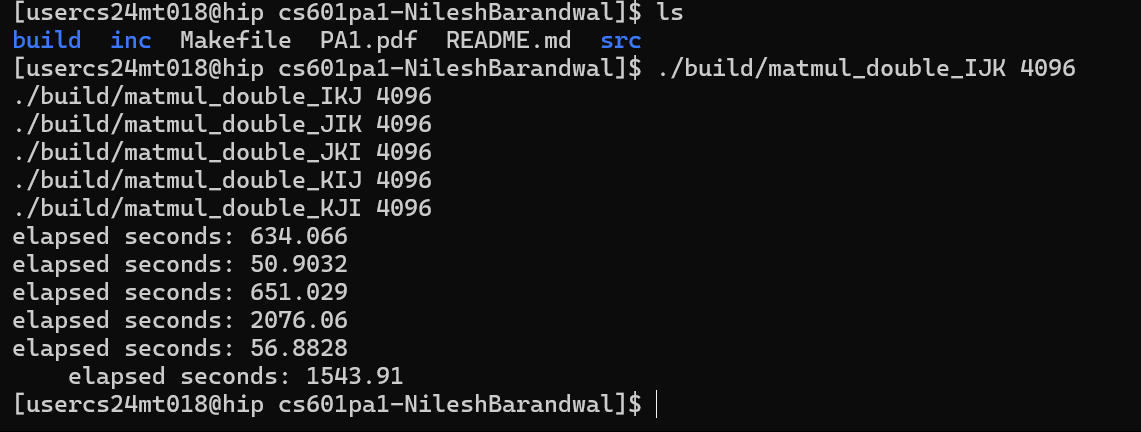 [usercs24mt018@hip cs601pa1-NileshBarandwal]$ ls
build  inc  Makefile  PA1.pdf  README.md  src
[usercs24mt018@hip cs601pa1-NileshBarandwal]$ ./build/matmul_double_IJK 4096
./build/matmul_double_IKJ 4096
./build/matmul_double_JIK 4096
./build/matmul_double_JKI 4096
./build/matmul_double_KIJ 4096
./build/matmul_double_KJI 4096
elapsed seconds: 634.066
elapsed seconds: 50.9032
elapsed seconds: 651.029
elapsed seconds: 2076.06
elapsed seconds: 56.8828
    elapsed seconds: 1543.91
[usercs24mt018@hip cs601pa1-NileshBarandwal]$